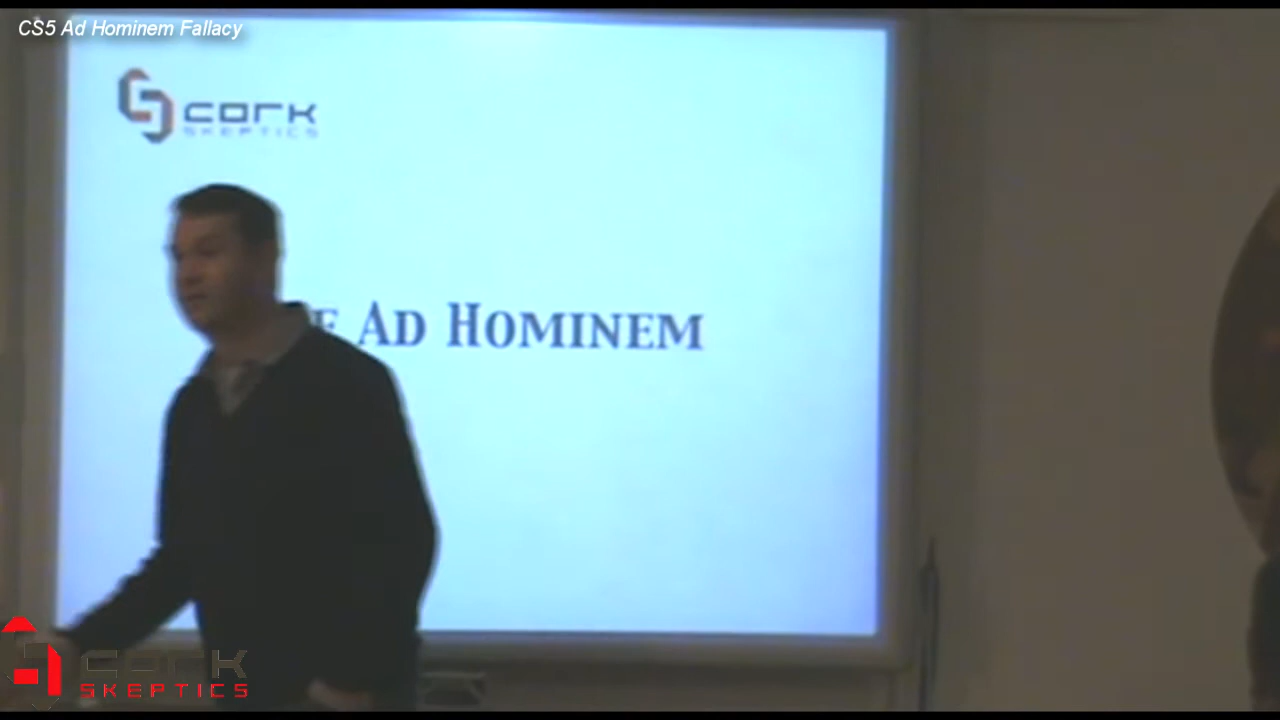 CS5 Ad Hominem Fallacy
cork
SKEPTICS
E AD HOMINEM
cork
SKEPTICS